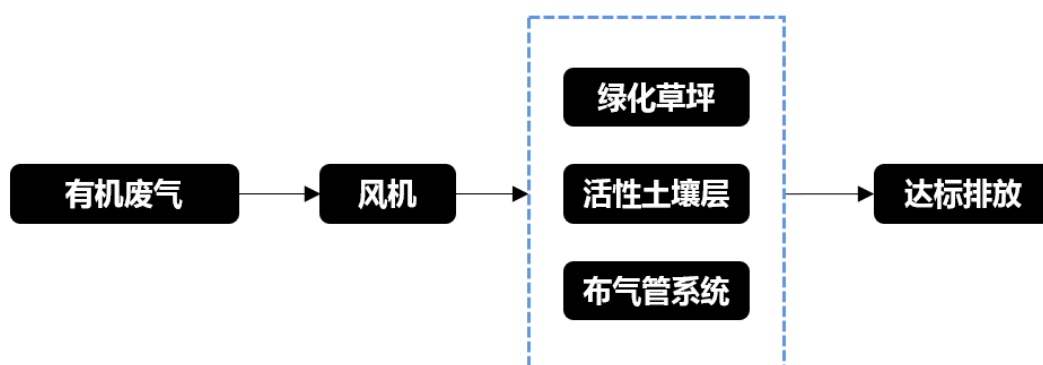 有机废气
风机
绿化草坪
活性土壤层
布气管系统
达标排放